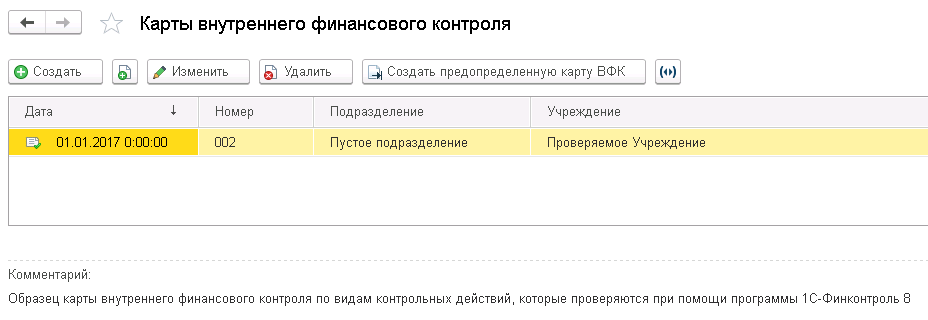 Карты внутреннего финансового контроля
Создать Изменить Удалить Создать предопределенную карту ВФК
Дата ↓ Номер Подразделение Учреждение
01.01.2017 0:00:00 002 Пустое подразделение Проверяемое Учреждение
Комментарий:
Образец карты внутреннего финансового контроля по видам контрольных действий, которые проверяются при помощи программы 1С-Финконтроль 8